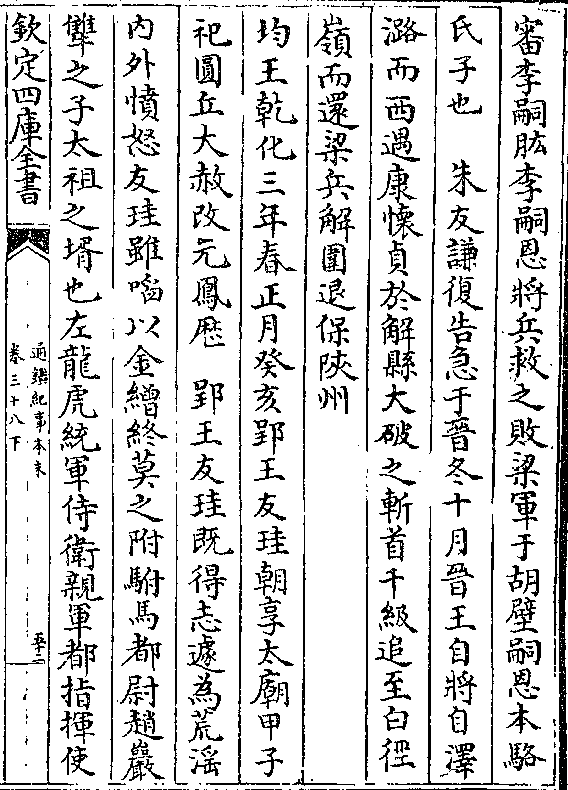 審李嗣肱李嗣恩將兵救之敗梁軍于胡壁嗣恩本駱
氏子也　朱友謙復告急于晉冬十月晉王自將自澤
潞而西遇康懷貞於解縣大破之斬首千級追至白徑
嶺而還梁兵解圍退保陝州
均王乾化三年春正月癸亥郢王友珪朝享太廟甲子
祀圓丘大赦改元鳳歷　郢王友珪既得志遽為荒淫
內外憤怒友珪雖啗以金繒終莫之附駙馬都尉趙巖
犨之子太祖之壻也左龍虎統軍侍衛親軍都指揮使
欽定四庫全書
通鑑紀事本末
卷三十八下